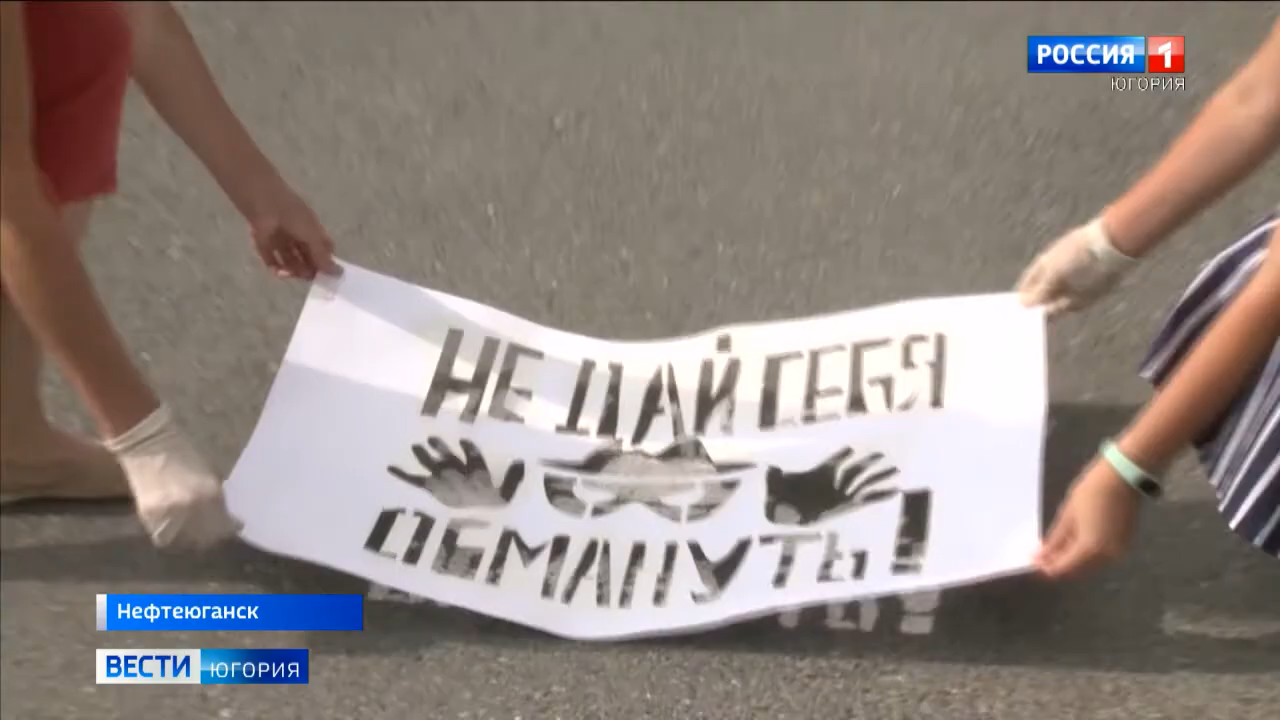 РОССИЯ 1
ЮГОРИЯ
НЕ ДАЙ СЕБЯ
ОБМАНУТЬ!
Нефтеюганск
ВЕСТИ ЮГОРИЯ